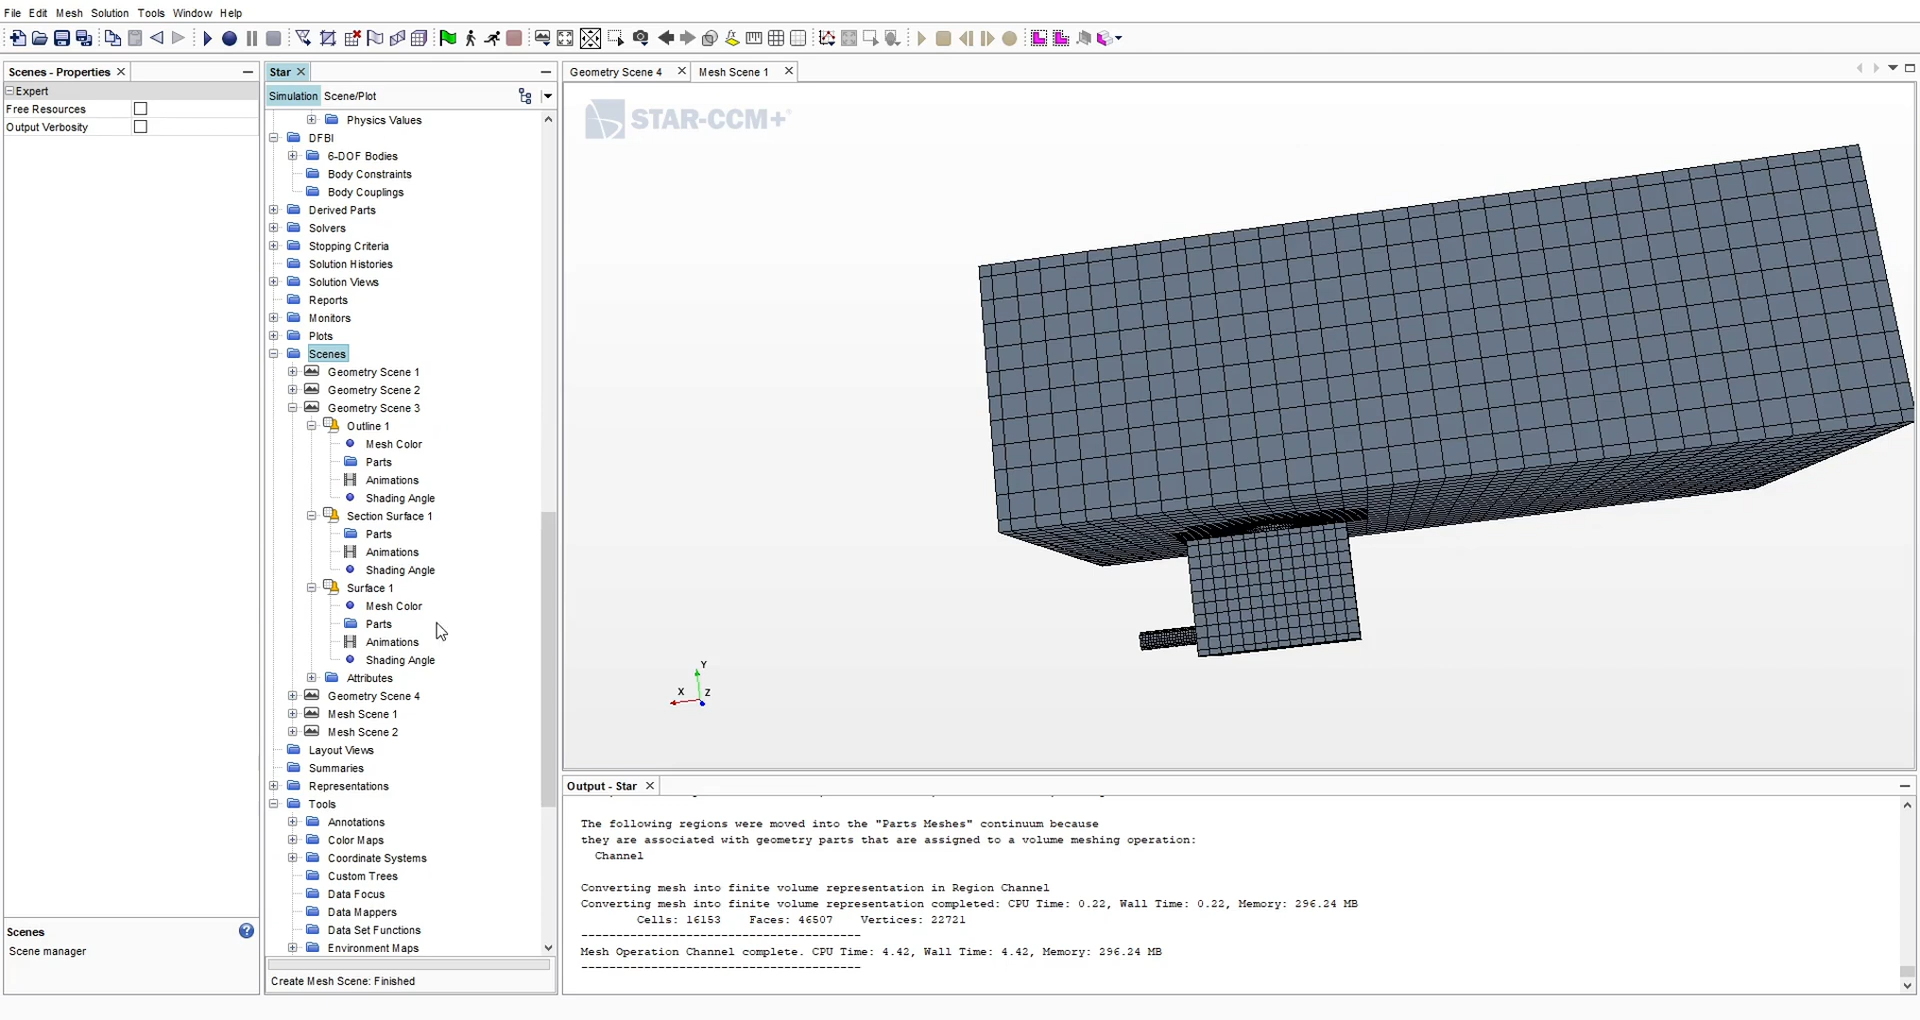 File Edit Mesh Solution Tools Window Help
Scenes - Properties
Expert
Free Resources
Output Verbosity
Scenes
Scene manager
Star
Simulation Scene/Plot
Physics Values
DFBI
6-DOF Bodies
Body Constraints
Body Couplings
Derived Parts
Solvers
Stopping Criteria
Solution Histories
Solution Views
Reports
Monitors
Plots
Scenes
Geometry Scene 1
Geometry Scene 2
Geometry Scene 3
Outline 1
Mesh Color
Parts
Animations
Shading Angle
Section Surface 1
Parts
Animations
Shading Angle
Surface 1
Mesh Color
Parts
Animations
Shading Angle
Attributes
Geometry Scene 4
Mesh Scene 1
Mesh Scene 2
Layout Views
Summaries
Representations
Tools
Annotations
Color Maps
Coordinate Systems
Custom Trees
Data Focus
Data Mappers
Data Set Functions
Environment Maps
Create Mesh Scene: Finished
Geometry Scene 4 Mesh Scene 1
STAR-CCM+
Y
X Z
Output - Star
The following regions were moved into the "Parts Meshes" continuum because
they are associated with geometry parts that are assigned to a volume meshing operation:
Channel
Converting mesh into finite volume representation in Region Channel
Converting mesh into finite volume representation completed: CPU Time: 0.22, Wall Time: 0.22, Memory: 296.24 MB
Cells: 16153 Faces: 46507 Vertices: 22721
----------------------------------------
Mesh Operation Channel complete. CPU Time: 4.42, Wall Time: 4.42, Memory: 296.24 MB
----------------------------------------